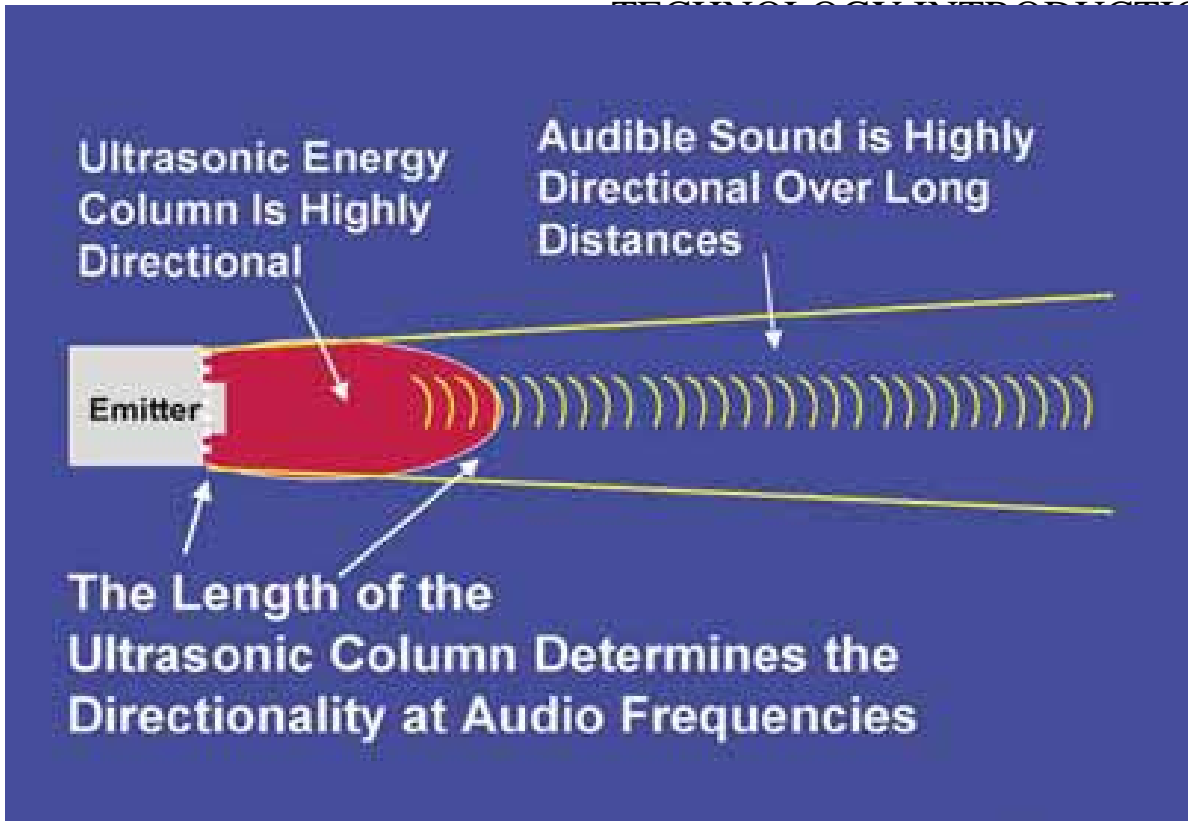 Ultrasonic Energy
Column Is Highly
Directional
Audible Sound is Highly
Directional Over Long
Distances
Emitter
The Length of the
Ultrasonic Column Determines the
Directionality at Audio Frequencies